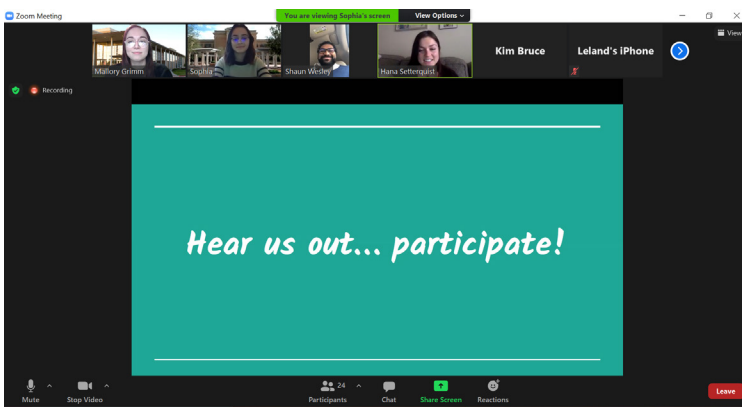 Zoom Meeting
You are viewing Sophia's screen
View Options
View
Mallory Grimm
Sophia
Shaun Wesley
Hana Setterquist
Kim Bruce
Leland's iPhone
Recording
Hear us out... participate!
Mute
Stop Video
24
Participants
Chat
Share Screen
Reactions
Leave